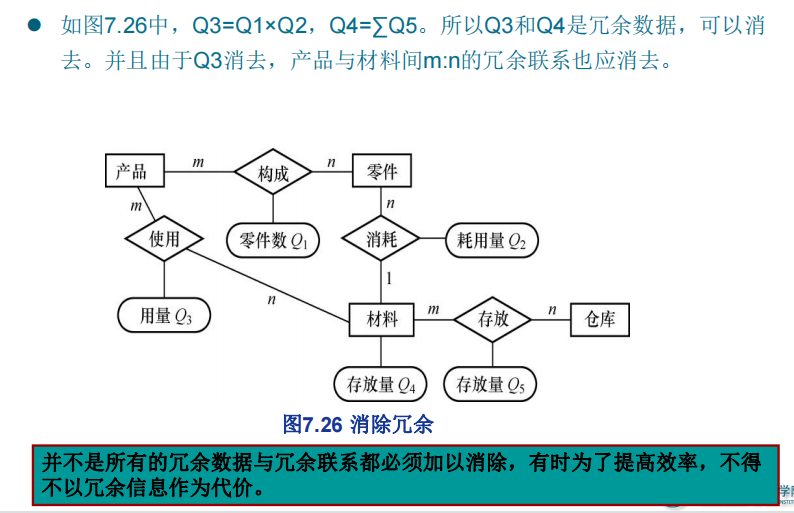 如图7.26中，Q3=Q1×Q2，Q4=∑Q5。所以Q3和Q4是冗余数据，可以消
去。并且由于Q3消去，产品与材料间m:n的冗余联系也应消去。
产品 m 构成 n 零件
m n
使用 零件数 Q1 消耗 耗用量 Q2
1
n
用量 Q3 材料 m 存放 n 仓库
存放量 Q4 存放量 Q5
图7.26 消除冗余
并不是所有的冗余数据与冗余联系都必须加以消除，有时为了提高效率，不得
不以冗余信息作为代价。